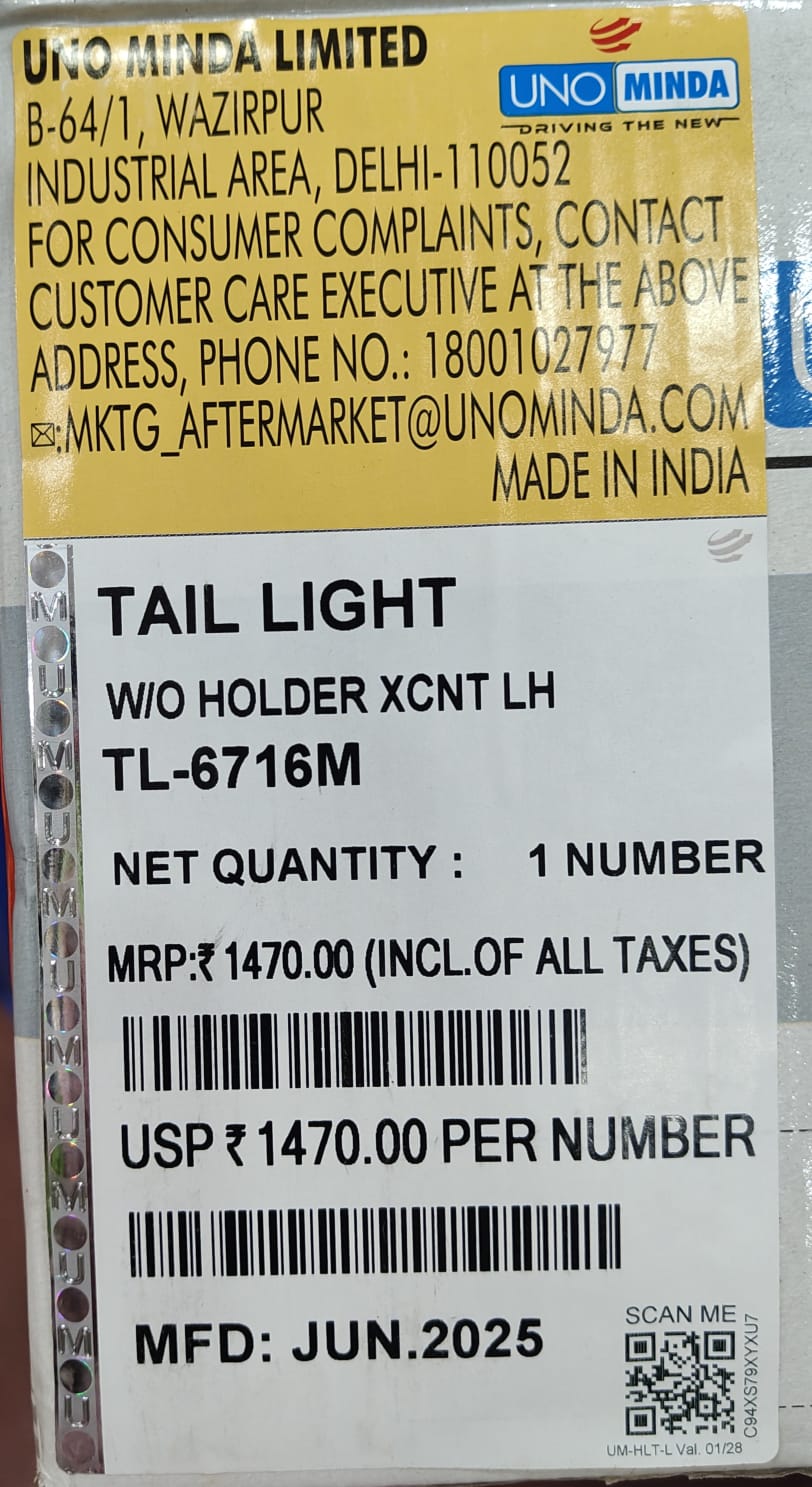 UNO MINDA LIMITED
UNO MINDA
DRIVING THE NEW
B-64/1, WAZIRPUR
INDUSTRIAL AREA, DELHI-110052
FOR CONSUMER COMPLAINTS, CONTACT
CUSTOMER CARE EXECUTIVE AT THE ABOVE
ADDRESS, PHONE NO.: 18001027977
✉:MKTG_AFTERMARKET@UNOMINDA.COM
MADE IN INDIA
TAIL LIGHT
W/O HOLDER XCNT LH
TL-6716M
NET QUANTITY : 1 NUMBER
MRP:₹ 1470.00 (INCL.OF ALL TAXES)
USP ₹ 1470.00 PER NUMBER
MFD: JUN.2025
SCAN ME
C94XS79XYXU7
UM-HLT-L Val. 01/28
M
U
M
U
M
U
M
U
M
U
M
U